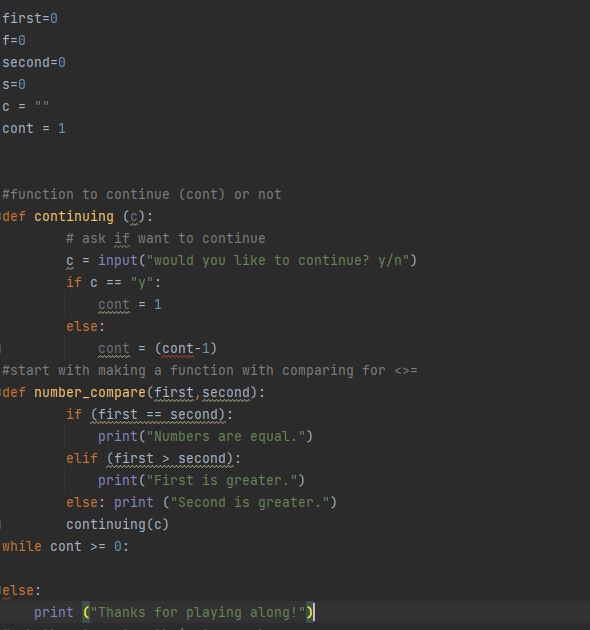 first=0
f=0
second=0
s=0
c = ""
cont = 1
#function to continue (cont) or not
def continuing (c):
        # ask if want to continue
        c = input("would you like to continue? y/n")
        if c == "y":
            cont = 1
        else:
            cont = (cont-1)
#start with making a function with comparing for <>=
def number_compare(first,second):
        if (first == second):
            print("Numbers are equal.")
        elif (first > second):
            print("First is greater.")
        else: print ("Second is greater.")
        continuing(c)
while cont >= 0:
else:
    print ("Thanks for playing along!")